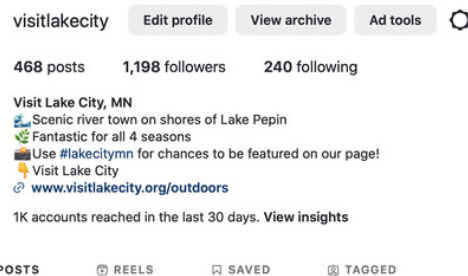 visitlakecity Edit profile View archive Ad tools
468 posts 1,198 followers 240 following
Visit Lake City, MN
🌊Scenic river town on shores of Lake Pepin
🌿Fantastic for all 4 seasons
📸Use #lakecitymn for chances to be featured on our page!
👇Visit Lake City
www.visitlakecity.org/outdoors
1K accounts reached in the last 30 days. View insights
POSTS REELS SAVED TAGGED